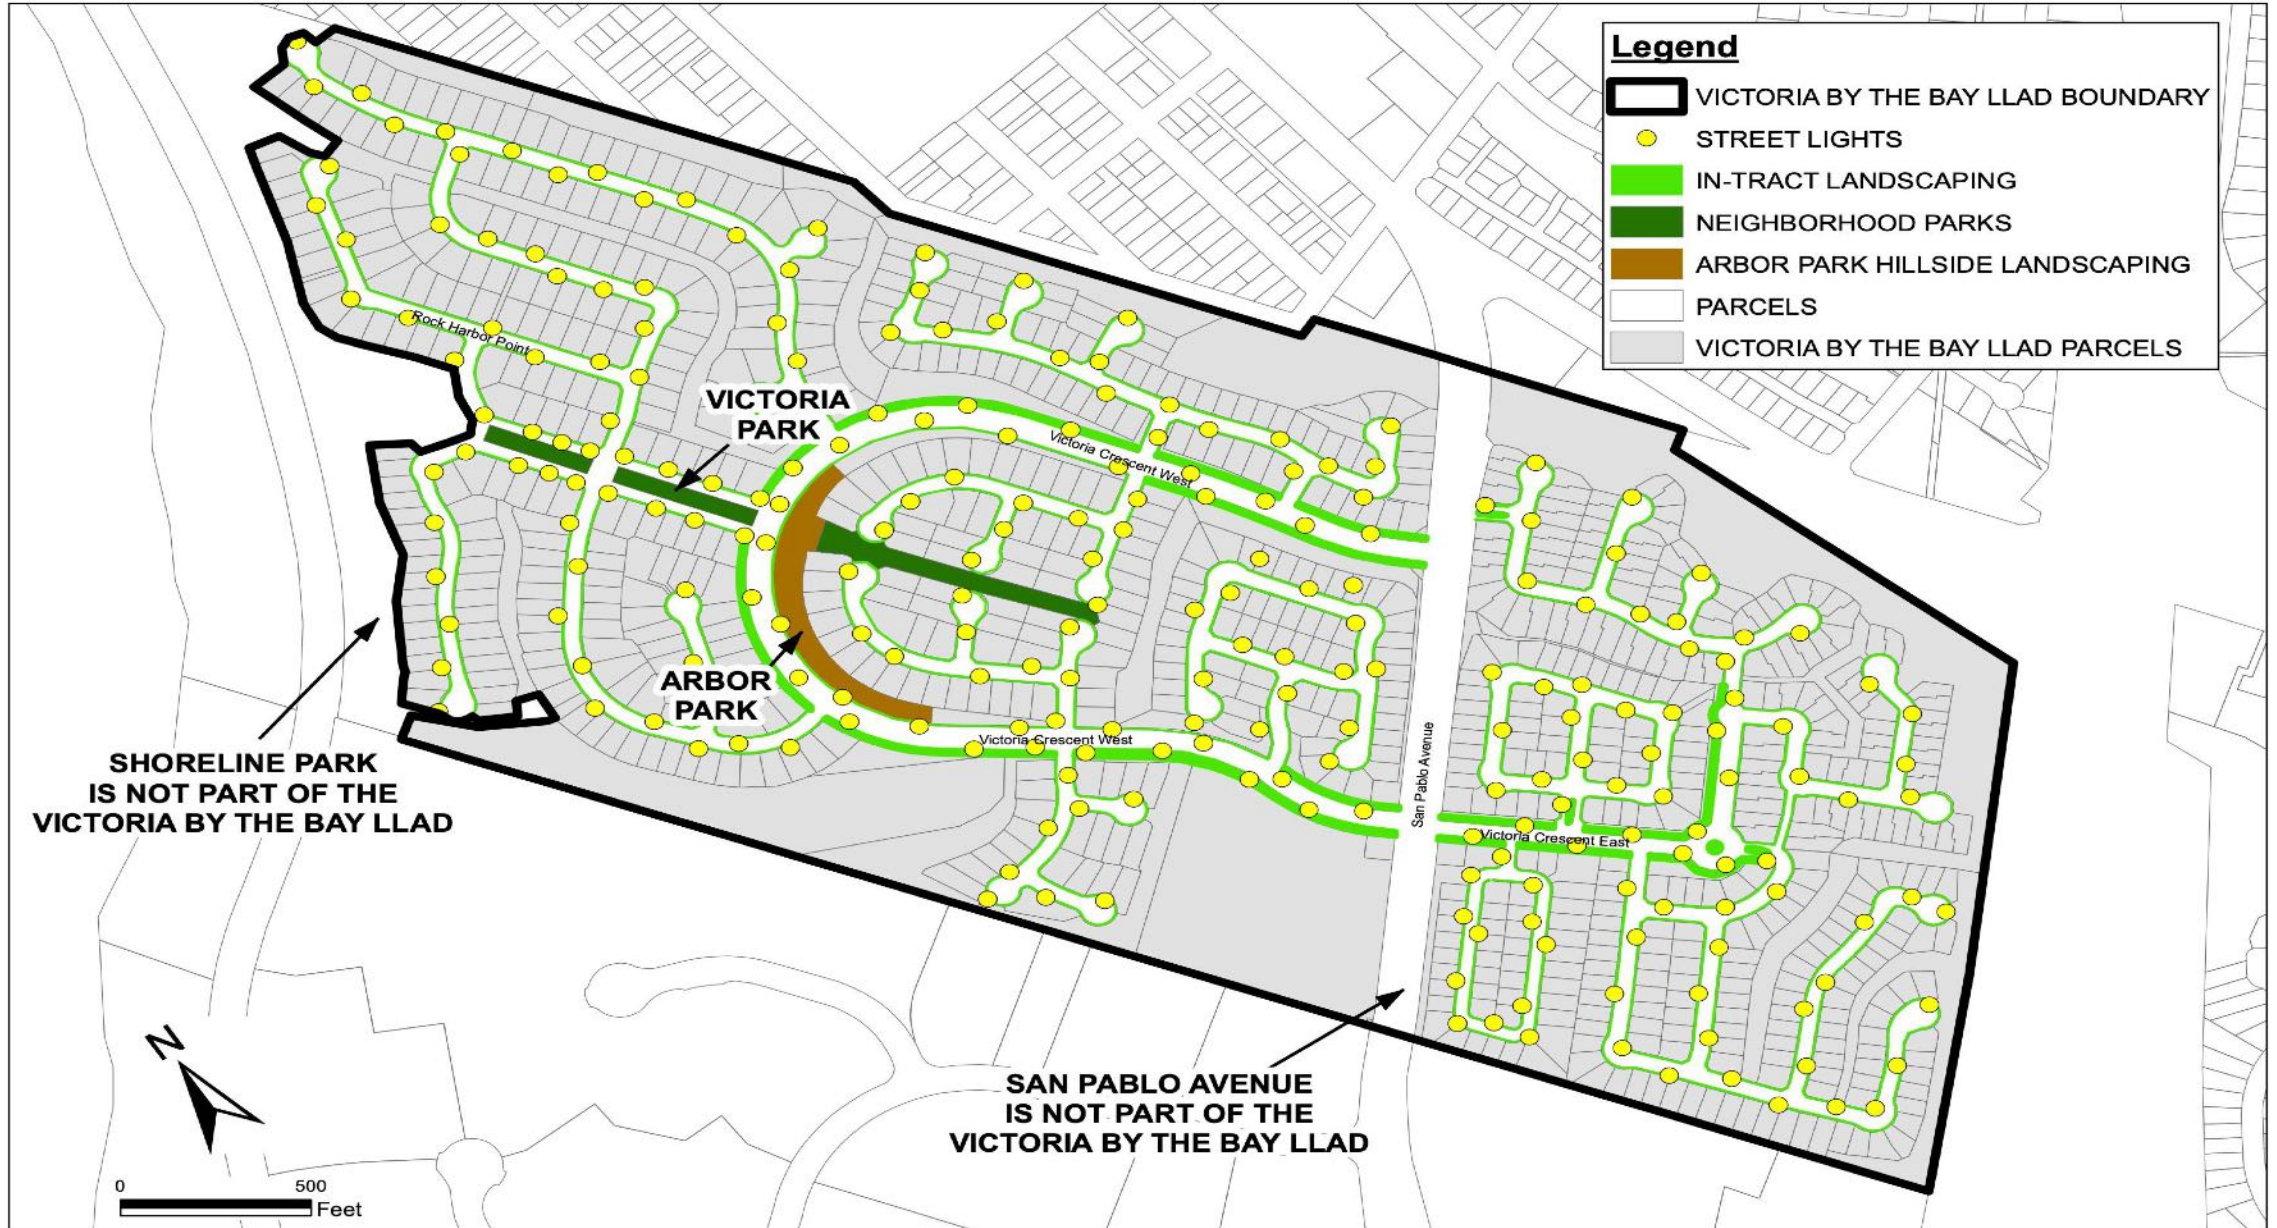 Legend
VICTORIA BY THE BAY LLAD BOUNDARY
STREET LIGHTS
IN-TRACT LANDSCAPING
NEIGHBORHOOD PARKS
ARBOR PARK HILLSIDE LANDSCAPING
PARCELS
VICTORIA BY THE BAY LLAD PARCELS
Rock Harbor Point
VICTORIA
PARK
Victoria Crescent West
ARBOR
PARK
Victoria Crescent West
San Pablo Avenue
Victoria Crescent East
SHORELINE PARK
IS NOT PART OF THE
VICTORIA BY THE BAY LLAD
SAN PABLO AVENUE
IS NOT PART OF THE
VICTORIA BY THE BAY LLAD
N
0 500
Feet